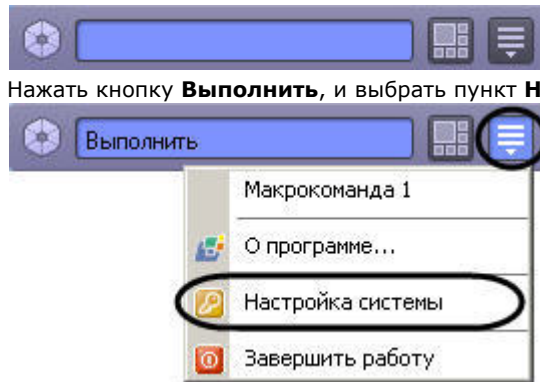 Нажать кнопку Выполнить, и выбрать пункт Н
Выполнить
Макрокоманда 1
О программе...
Настройка системы
Завершить работу